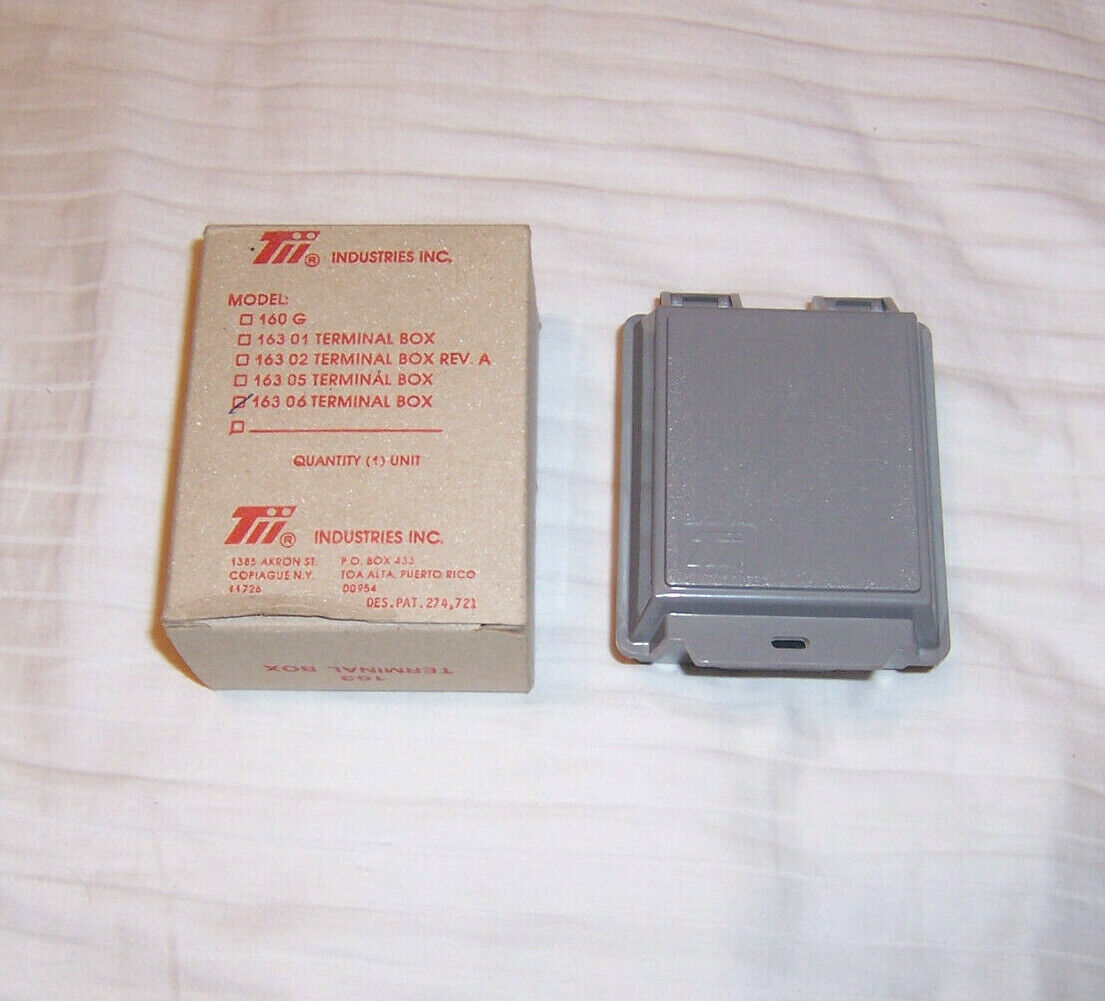 Tii® INDUSTRIES INC.
MODEL:
160 G
163 01 TERMINAL BOX
163 02 TERMINAL BOX REV. A
163 05 TERMINAL BOX
163 06 TERMINAL BOX
QUANTITY (1) UNIT
Tii® INDUSTRIES INC.
1385 AKRON ST. P.O. BOX 433
COPIAGUE N.Y. TOA ALTA, PUERTO RICO
11726 00954
DES. PAT. 274,721
163
TERMINAL BOX